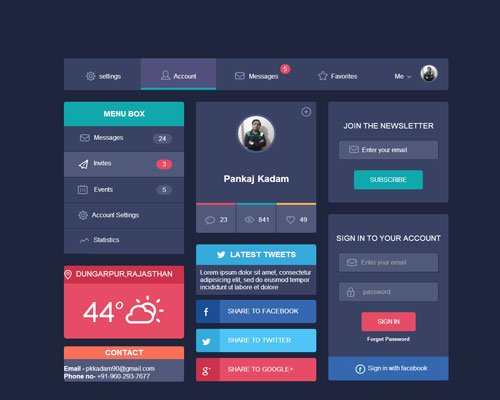 settings
Account
Messages
5
Favorites
Me
MENU BOX
Messages 24
Invites 3
Events 5
Account Settings
Statistics
DUNGARPUR,RAJASTHAN
44°
CONTACT
Email - pkkadam90@gmail.com
Phone no- +91-960-293-7677
Pankaj Kadam
23
841
49
LATEST TWEETS
Lorem ipsum dolor sit amet, consectetur
adipisicing elit, sed do eiusmod tempor
incididunt ut labore et dolore
SHARE TO FACEBOOK
SHARE TO TWITTER
SHARE TO GOOGLE+
JOIN THE NEWSLETTER
Enter your email
SUBSCRIBE
SIGN IN TO YOUR ACCOUNT
Enter your email
password
SIGN IN
Forgot Password
Sign in with facebook